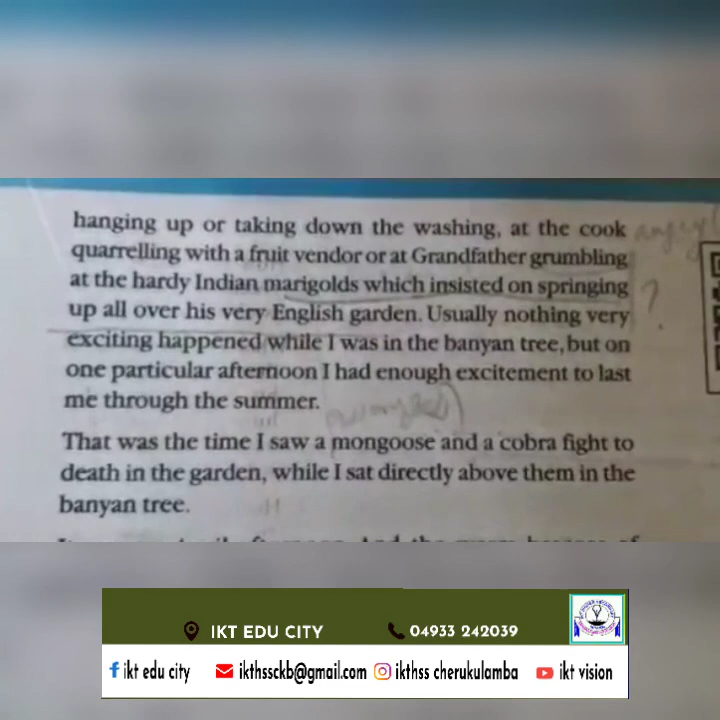 hanging up or taking down the washing, at the cook
quarrelling with a fruit vendor or at Grandfather grumbling
at the hardy Indian marigolds which insisted on springing
up all over his very English garden. Usually nothing very
exciting happened while I was in the banyan tree, but on
one particular afternoon I had enough excitement to last
me through the summer.
That was the time I saw a mongoose and a cobra fight to
death in the garden, while I sat directly above them in the
banyan tree.
IKT EDU CITY 04933 242039
ikt edu city ikthssckb@gmail.com ikthss cherukulamba ikt vision